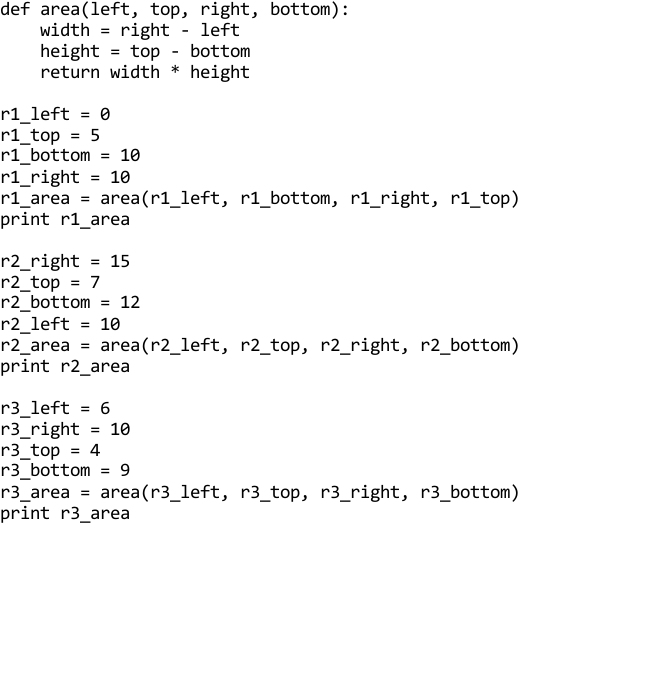 def area(left, top, right, bottom):
    width = right - left
    height = top - bottom
    return width * height

r1_left = 0
r1_top = 5
r1_bottom = 10
r1_right = 10
r1_area = area(r1_left, r1_bottom, r1_right, r1_top)
print r1_area

r2_right = 15
r2_top = 7
r2_bottom = 12
r2_left = 10
r2_area = area(r2_left, r2_top, r2_right, r2_bottom)
print r2_area

r3_left = 6
r3_right = 10
r3_top = 4
r3_bottom = 9
r3_area = area(r3_left, r3_top, r3_right, r3_bottom)
print r3_area